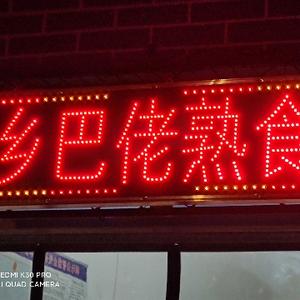 乡巴佬熟食
REDMI K30 PRO
AI QUAD CAMERA